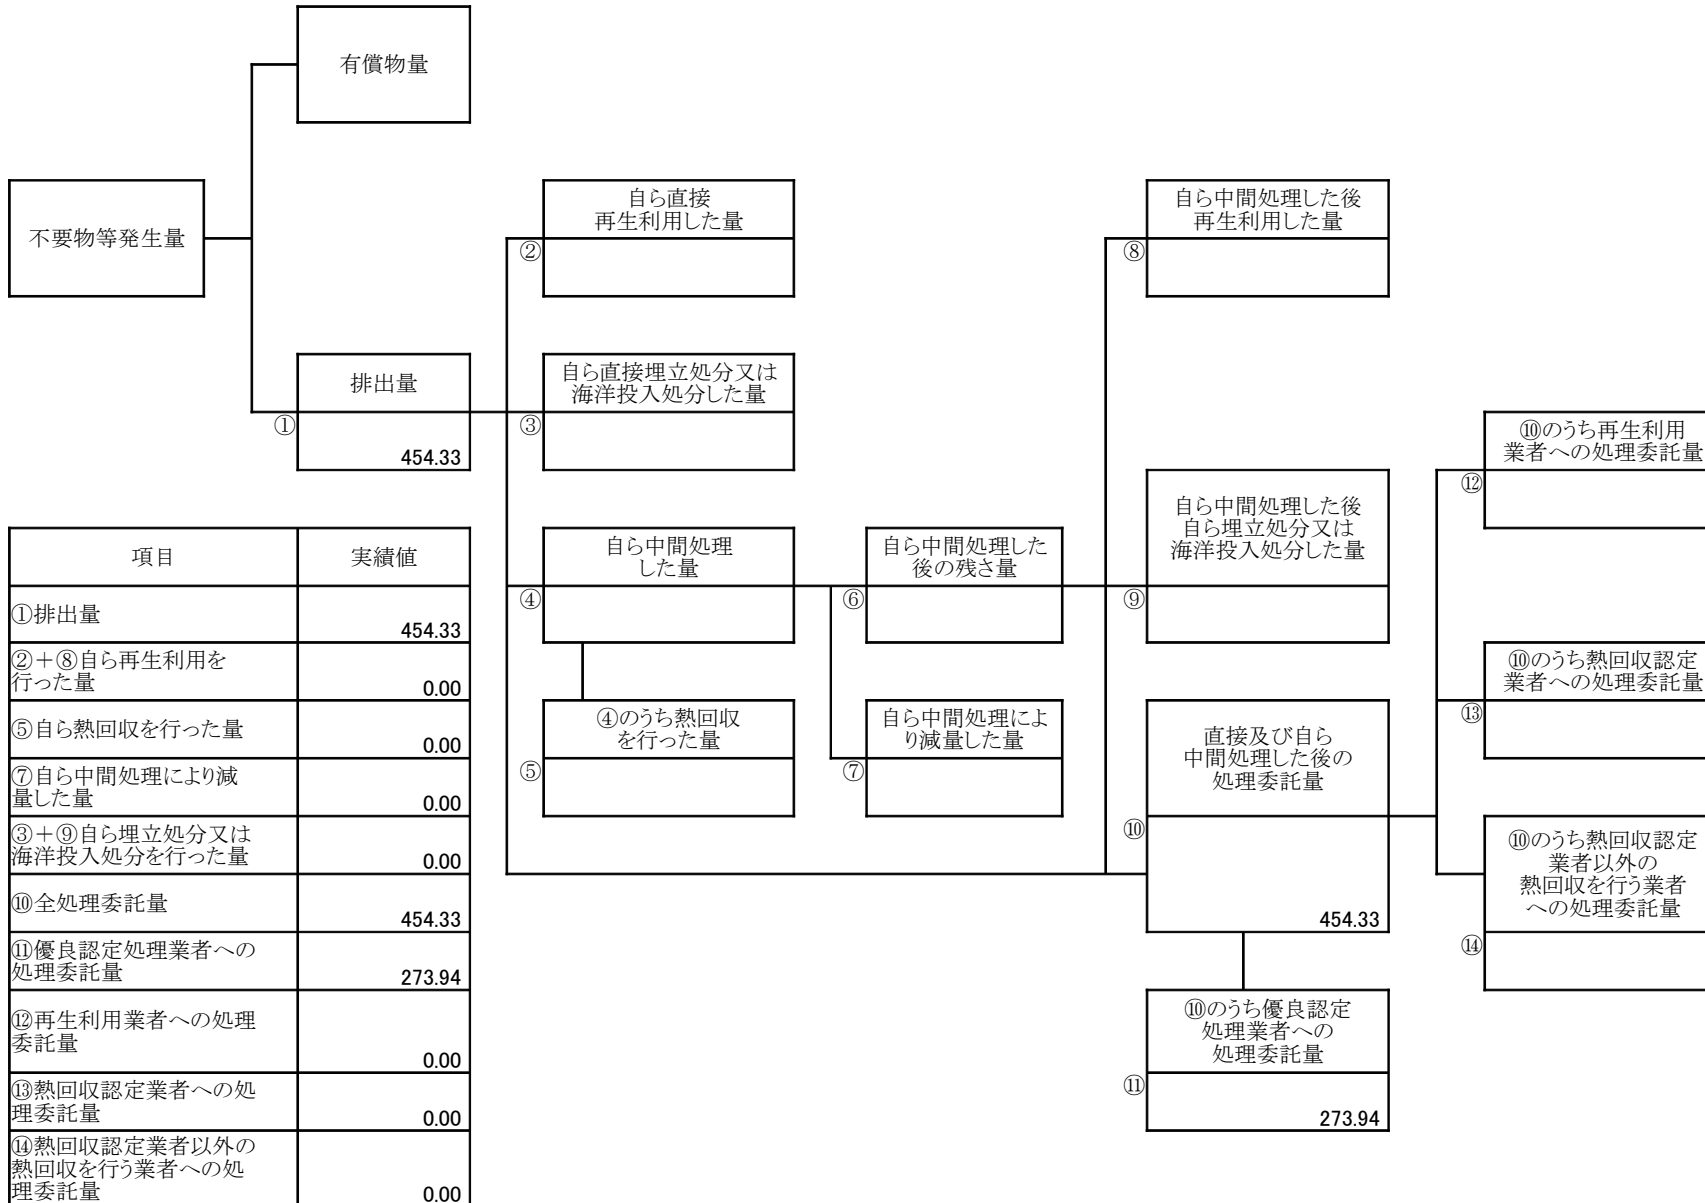 有償物量
不要物等発生量
自ら直接
再生利用した量
②
自ら中間処理した後
再生利用した量
⑧
排出量
①
454.33
自ら直接埋立処分又は
海洋投入処分した量
③
⑩のうち再生利用
業者への処理委託量
⑫
自ら中間処理
した量
④
自ら中間処理した
後の残さ量
⑥
自ら中間処理した後
自ら埋立処分又は
海洋投入処分した量
⑨
⑩のうち熱回収認定
業者への処理委託量
⑬
④のうち熱回収
を行った量
⑤
自ら中間処理によ
り減量した量
⑦
直接及び自ら
中間処理した後の
処理委託量
⑩
454.33
⑩のうち熱回収認定
業者以外の
熱回収を行う業者
への処理委託量
⑭
⑩のうち優良認定
処理業者への
処理委託量
⑪
273.94
項目 実績値
①排出量
454.33
②+⑧自ら再生利用を
行った量
0.00
⑤自ら熱回収を行った量
0.00
⑦自ら中間処理により減
量した量
0.00
③+⑨自ら埋立処分又は
海洋投入処分を行った量
0.00
⑩全処理委託量
454.33
⑪優良認定処理業者への
処理委託量
273.94
⑫再生利用業者への処理
委託量
0.00
⑬熱回収認定業者への処
理委託量
0.00
⑭熱回収認定業者以外の
熱回収を行う業者への処
理委託量
0.00